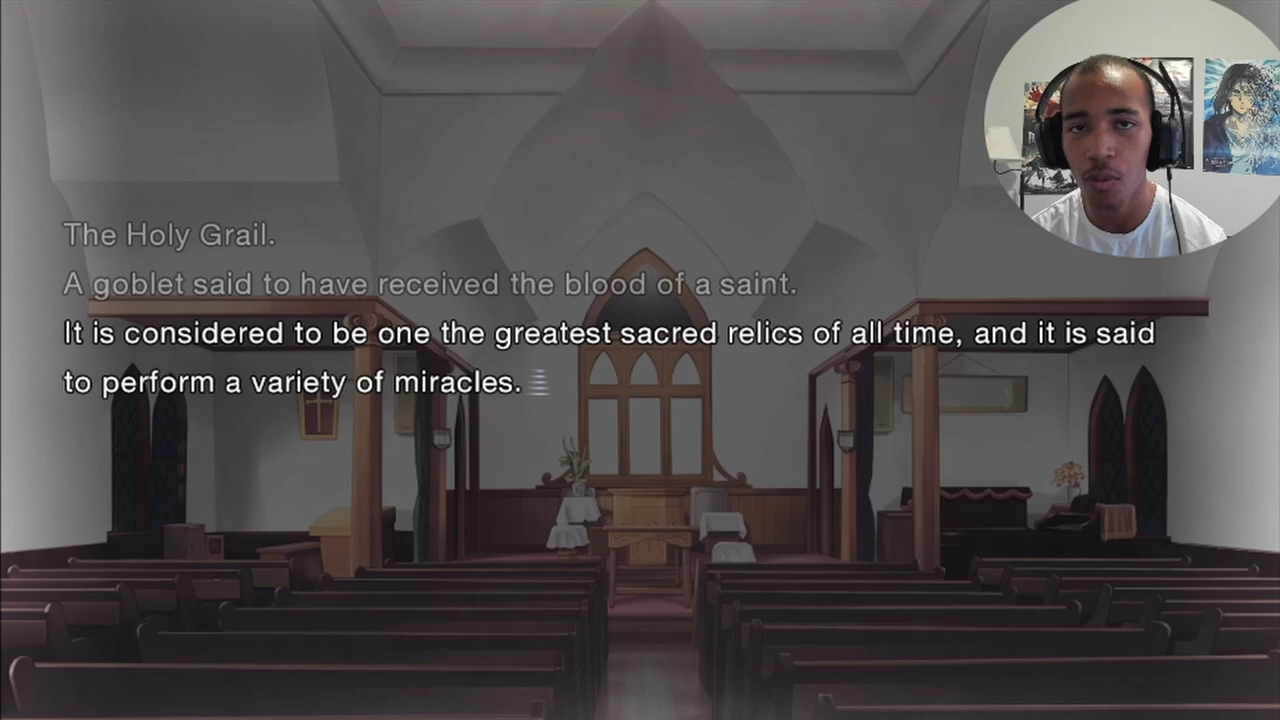 The Holy Grail.
A goblet said to have received the blood of a saint.
It is considered to be one the greatest sacred relics of all time, and it is said
to perform a variety of miracles.